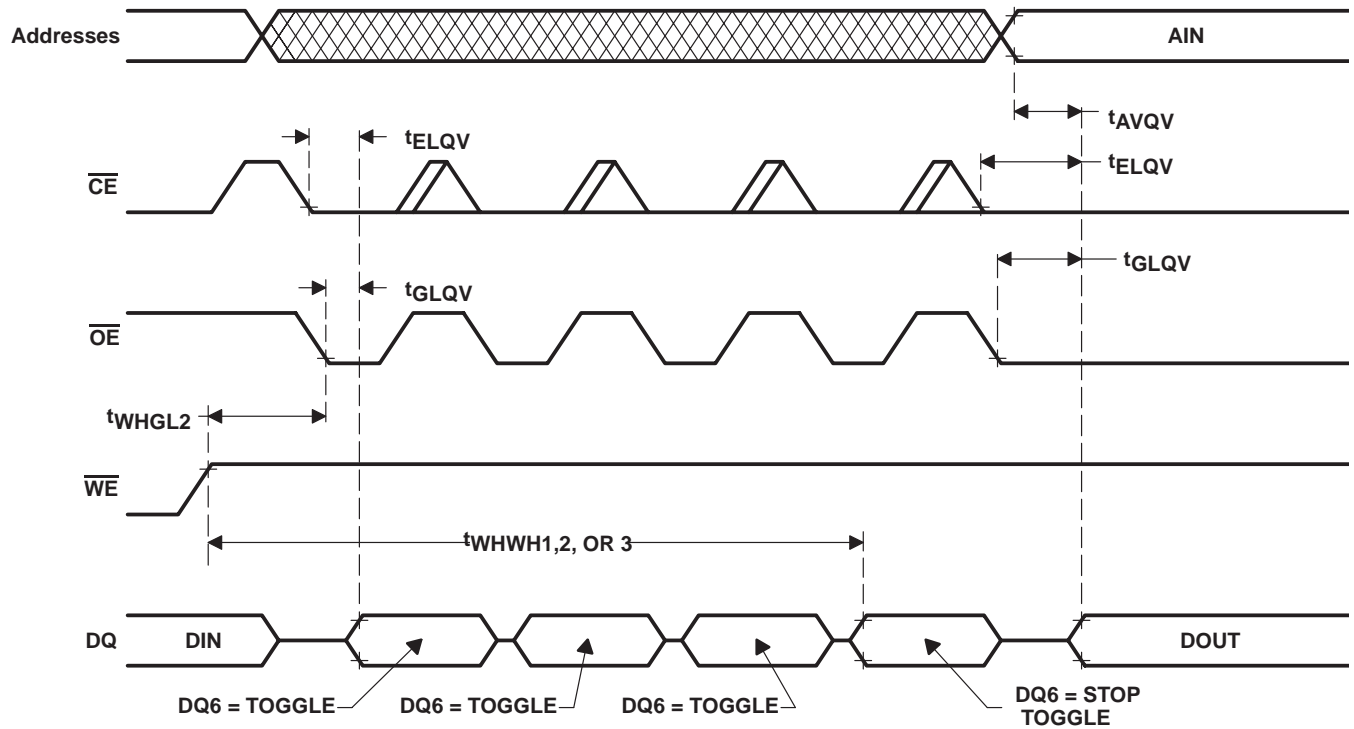 Addresses
AIN
tAVQV
tELQV
tELQV
CE
tGLQV
tGLQV
OE
tWHGL2
WE
tWHWH1,2, OR 3
DQ
DIN
DOUT
DQ6 = TOGGLE
DQ6 = TOGGLE
DQ6 = TOGGLE
DQ6 = STOP
TOGGLE